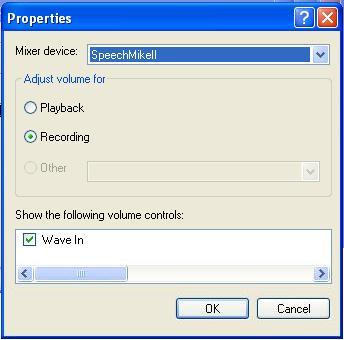 Properties
Mixer device: SpeechMikeII
Adjust volume for
Playback
Recording
Other
Show the following volume controls:
Wave In
OK Cancel